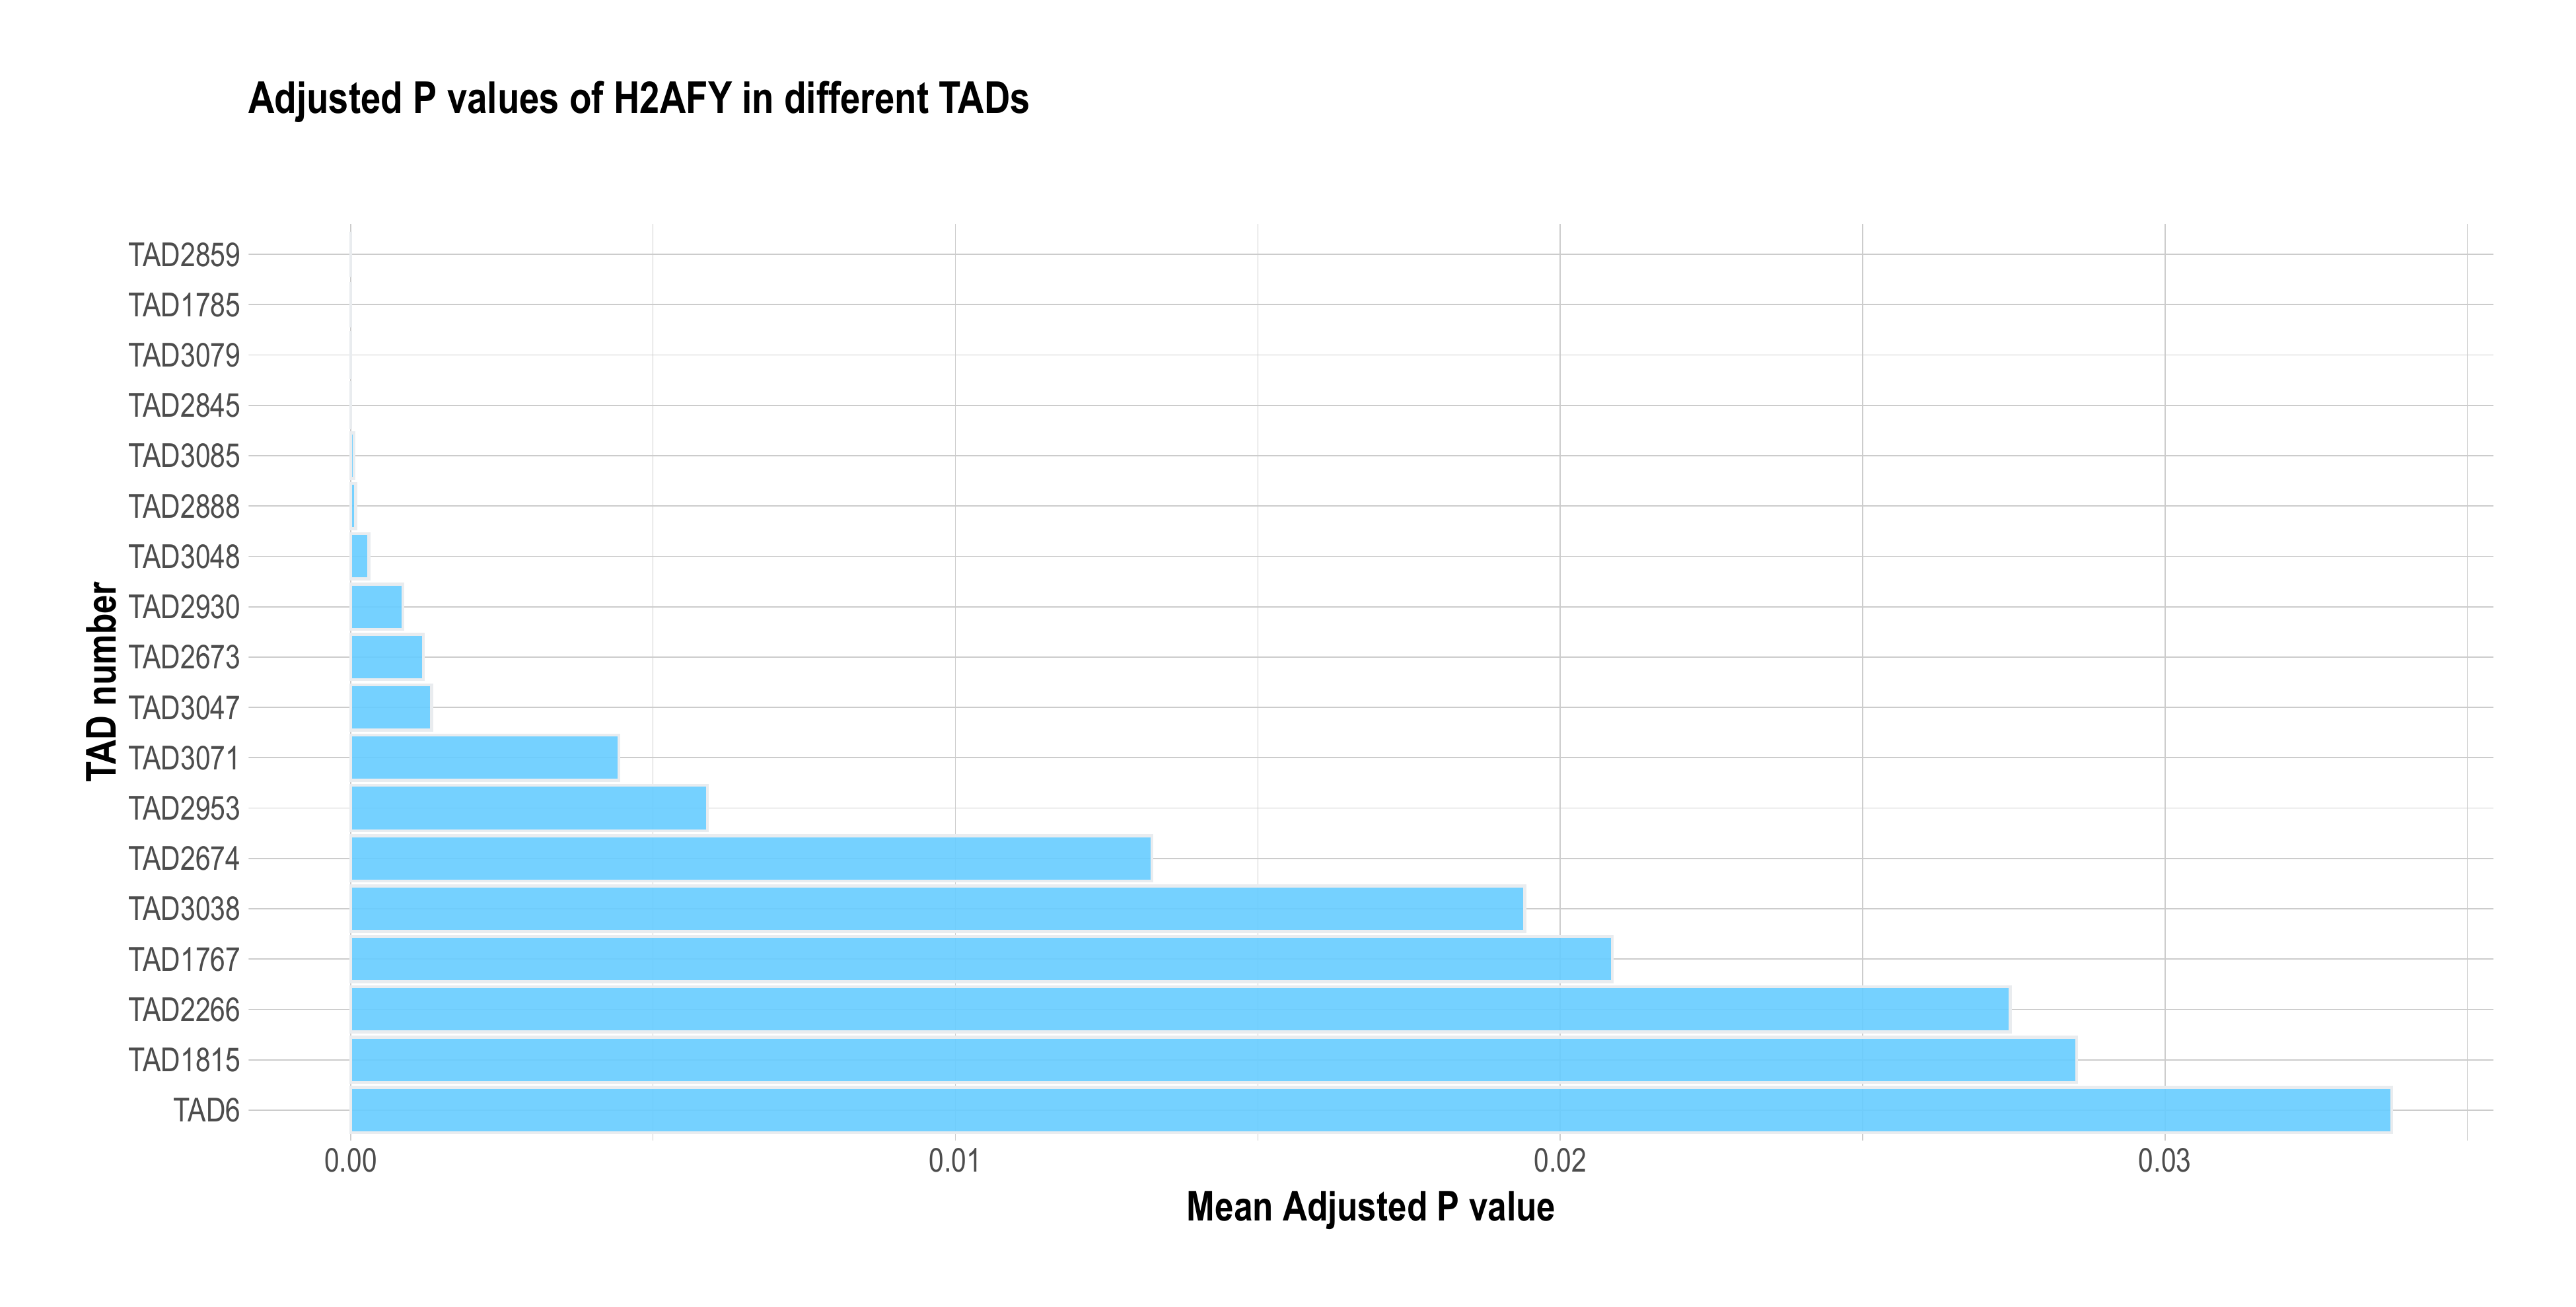 Adjusted P values of H2AFY in different TADs
TAD number
TAD2859
TAD1785
TAD3079
TAD2845
TAD3085
TAD2888
TAD3048
TAD2930
TAD2673
TAD3047
TAD3071
TAD2953
TAD2674
TAD3038
TAD1767
TAD2266
TAD1815
TAD6
0.00 0.01 0.02 0.03
Mean Adjusted P value